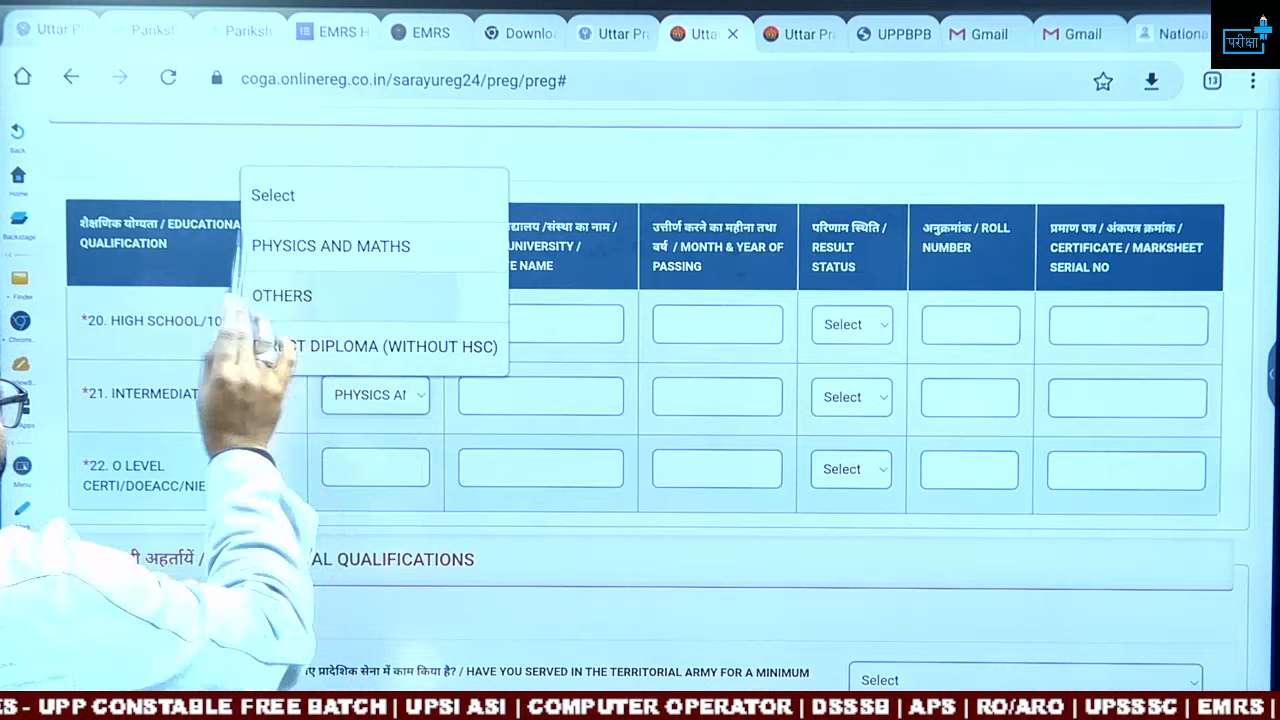 Uttar P
Pariksh
Pariksh
EMRS H
EMRS
Downlo
Uttar Pr
Utta
Uttar Pr
UPPBPB
Gmail
Gmail
Nationa
परीक्षा
coga.onlinereg.co.in/sarayureg24/preg/preg#
13
Back
Home
Backstage
Finder
Chrom
Apps
Menu
Select
PHYSICS AND MATHS
OTHERS
DIPLOMA (WITHOUT HSC)
शैक्षणिक योग्यता / EDUCATIONA
QUALIFICATION
/संस्था का नाम /
UNIVERSITY /
E NAME
उत्तीर्ण करने का महीना तथा
वर्ष / MONTH & YEAR OF
PASSING
परिणाम स्थिति /
RESULT
STATUS
अनुक्रमांक / ROLL
NUMBER
प्रमाण पत्र / अंकपत्र क्रमांक /
CERTIFICATE / MARKSHEET
SERIAL NO
*20. HIGH SCHOOL/10
Select
*21. INTERMEDIAT
PHYSICS AI
Select
*22. O LEVEL
CERTI/DOEACC/NIE
Select
ी अहर्तायें /
AL QUALIFICATIONS
ए प्रादेशिक सेना में काम किया है? / HAVE YOU SERVED IN THE TERRITORIAL ARMY FOR A MINIMUM
Select
ES - UPP CONSTABLE FREE BATCH | UPSI ASI | COMPUTER OPERATOR | DSSSB | APS | RO/ARO | UPSSSC | EMRS |